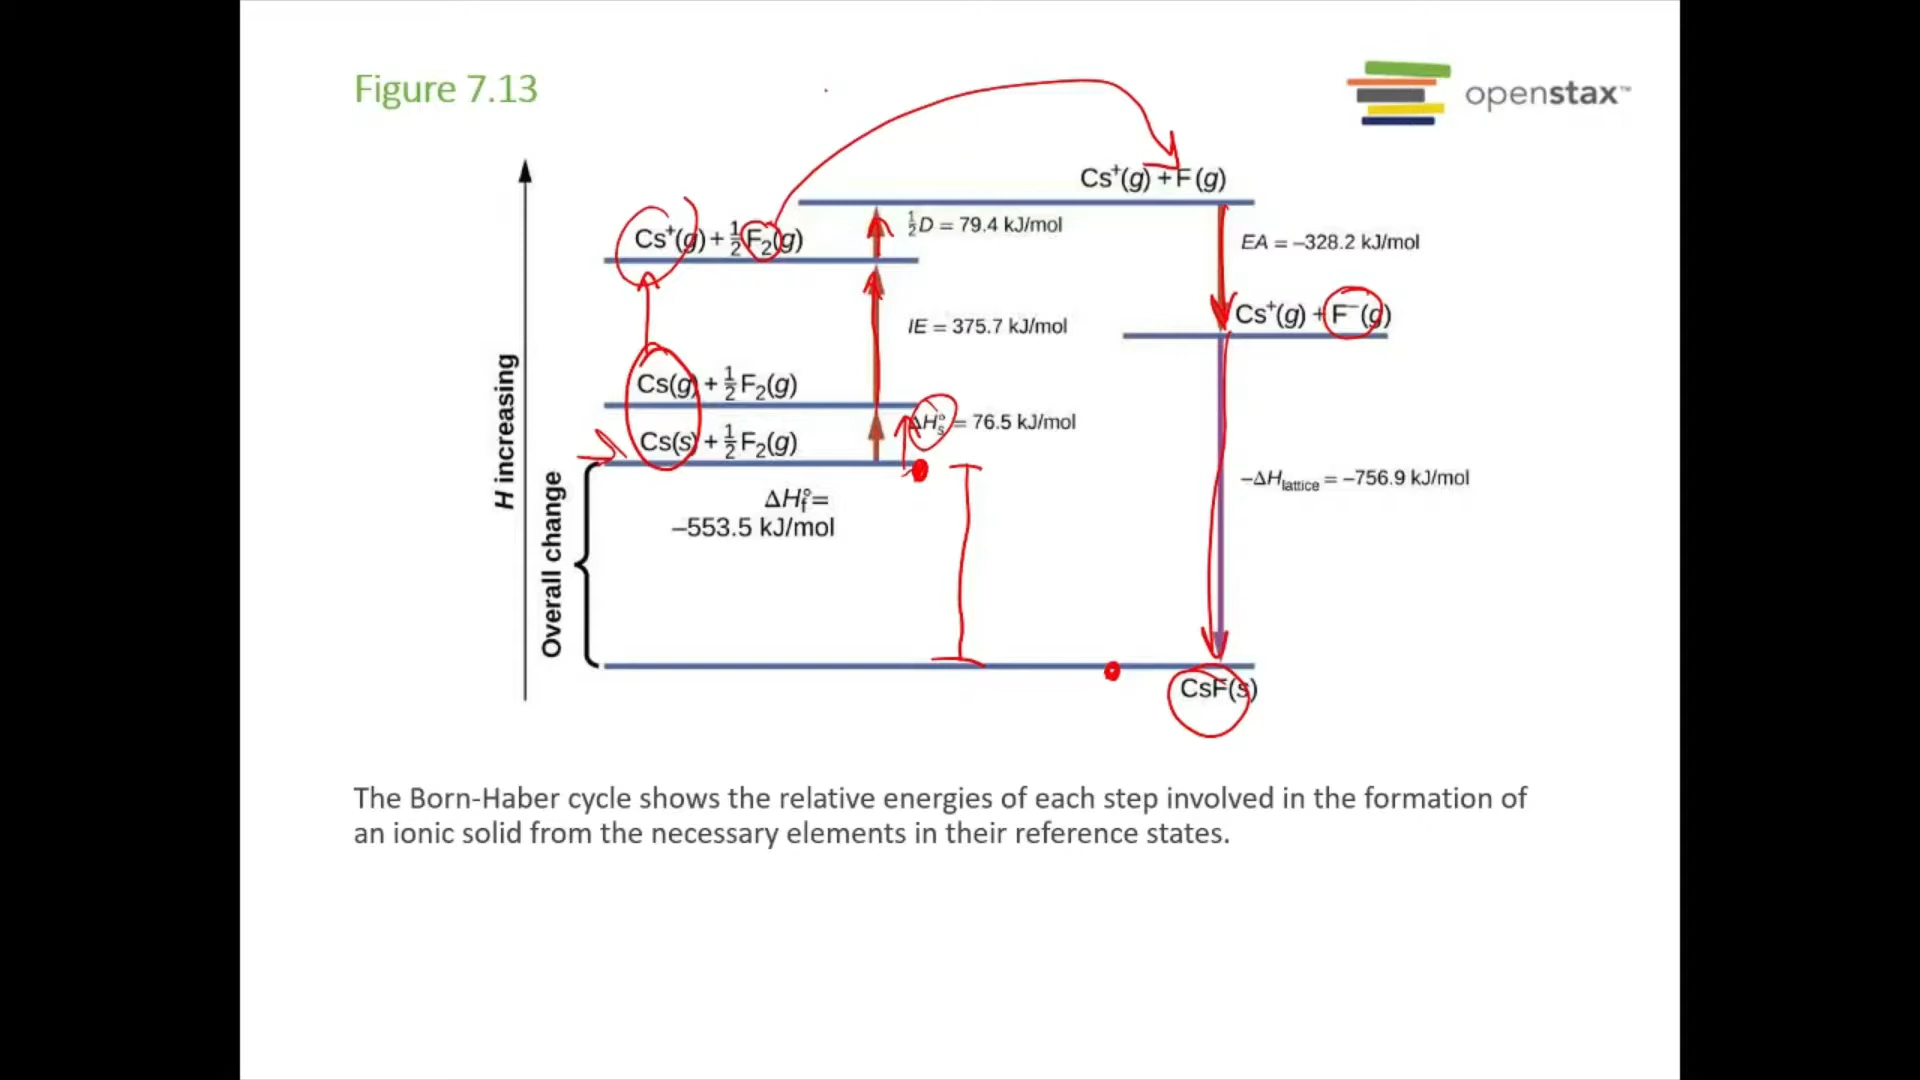 Figure 7.13
openstax™
Cs⁺(g) + F (g)
½D = 79.4 kJ/mol
Cs⁺(g) + ½F₂(g)
EA = –328.2 kJ/mol
Cs⁺(g) + F⁻(g)
IE = 375.7 kJ/mol
Cs(g) + ½F₂(g)
ΔH°s = 76.5 kJ/mol
Cs(s) + ½F₂(g)
H increasing
Overall change
ΔH°f =
–553.5 kJ/mol
–ΔHlattice = –756.9 kJ/mol
CsF(s)
The Born-Haber cycle shows the relative energies of each step involved in the formation of
an ionic solid from the necessary elements in their reference states.